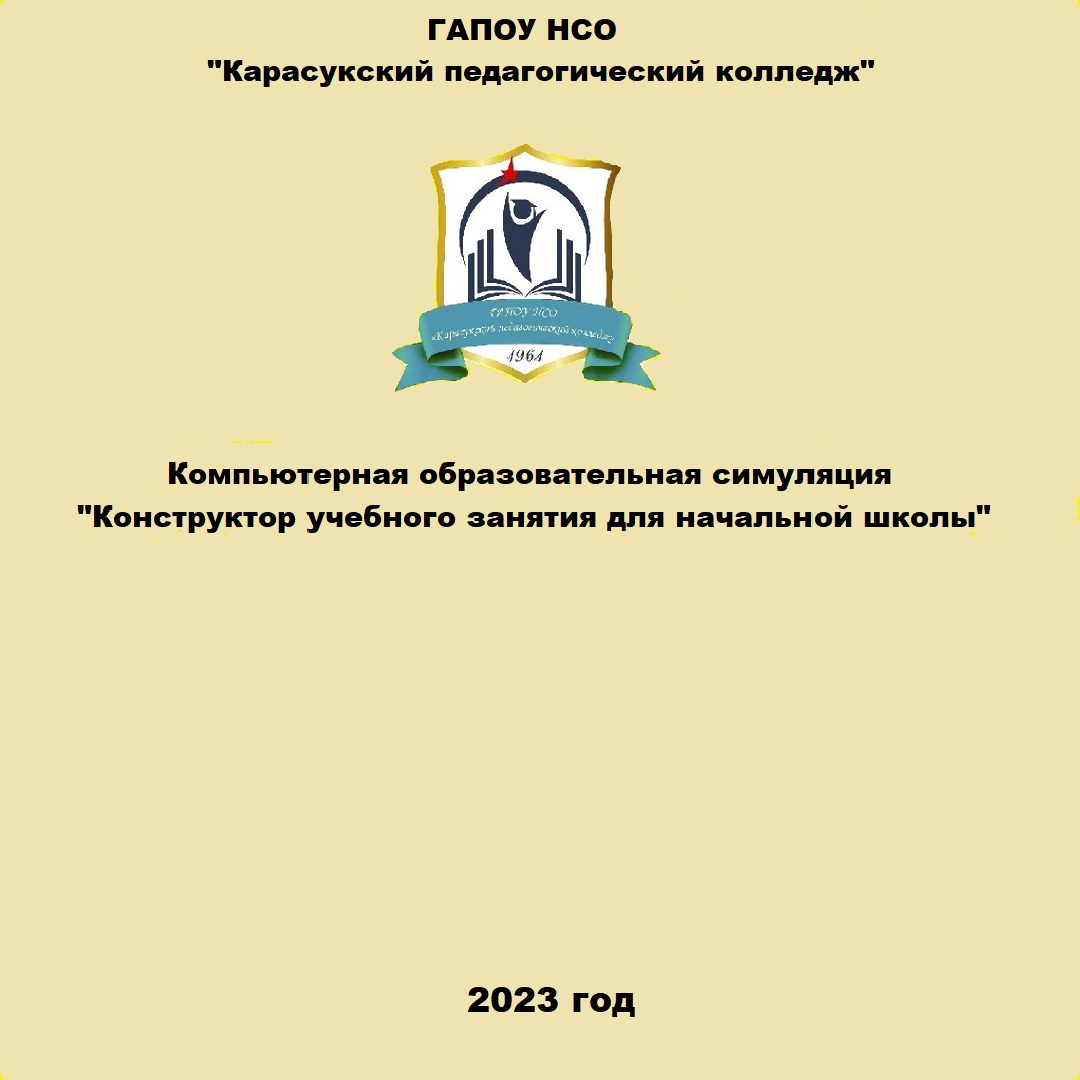 ГАПОУ НСО
"Карасукский педагогический колледж"
ГАПОУ НСО
«Карасукский педагогический колледж»
1964
Компьютерная образовательная симуляция
"Конструктор учебного занятия для начальной школы"
2023 год